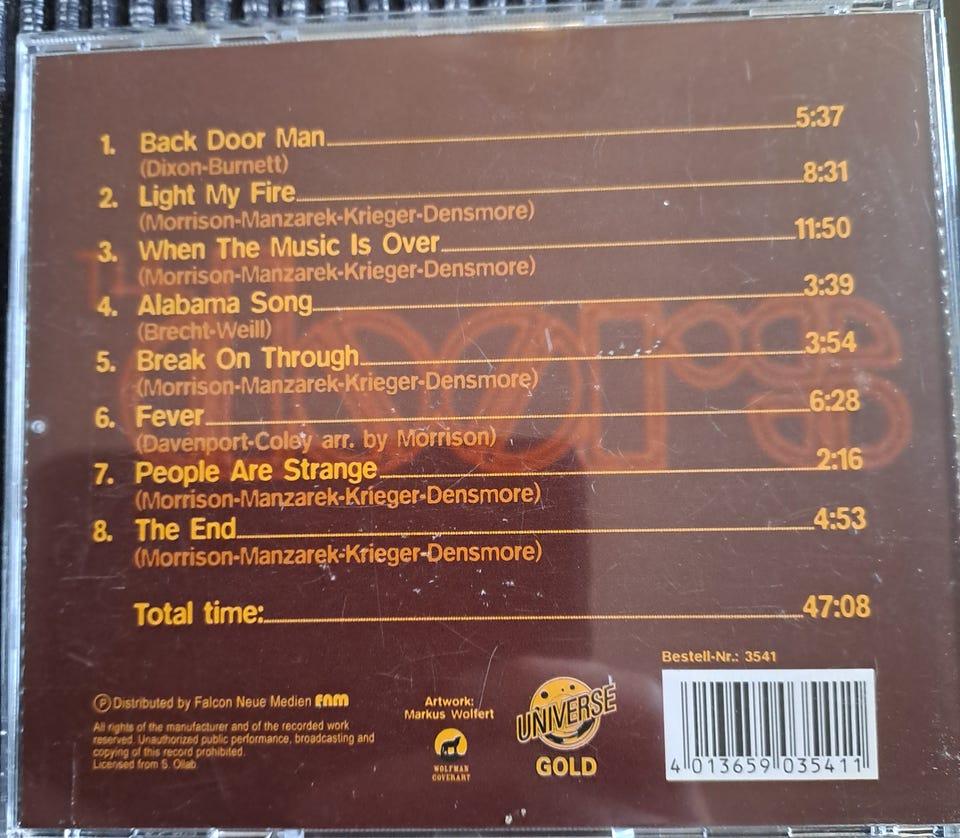 1. Back Door Man 5:37
(Dixon-Burnett)
2. Light My Fire 8:31
(Morrison-Manzarek-Krieger-Densmore)
3. When The Music Is Over 11:50
(Morrison-Manzarek-Krieger-Densmore)
4. Alabama Song 3:39
(Brecht-Weill)
5. Break On Through 3:54
(Morrison-Manzarek-Krieger-Densmore)
6. Fever 6:28
(Davenport-Coley arr. by Morrison)
7. People Are Strange 2:16
(Morrison-Manzarek-Krieger-Densmore)
8. The End 4:53
(Morrison-Manzarek-Krieger-Densmore)
Total time: 47:08
The Doors
Bestell-Nr.: 3541
Ⓟ Distributed by Falcon Neue Medien FNM
All rights of the manufacturer and of the recorded work
reserved. Unauthorized public performance, broadcasting and
copying of this record prohibited.
Licensed from S. Ollab
Artwork:
Markus Wolfert
WOLFMAN
COVERART
UNIVERSE
GOLD
4 013659 035411